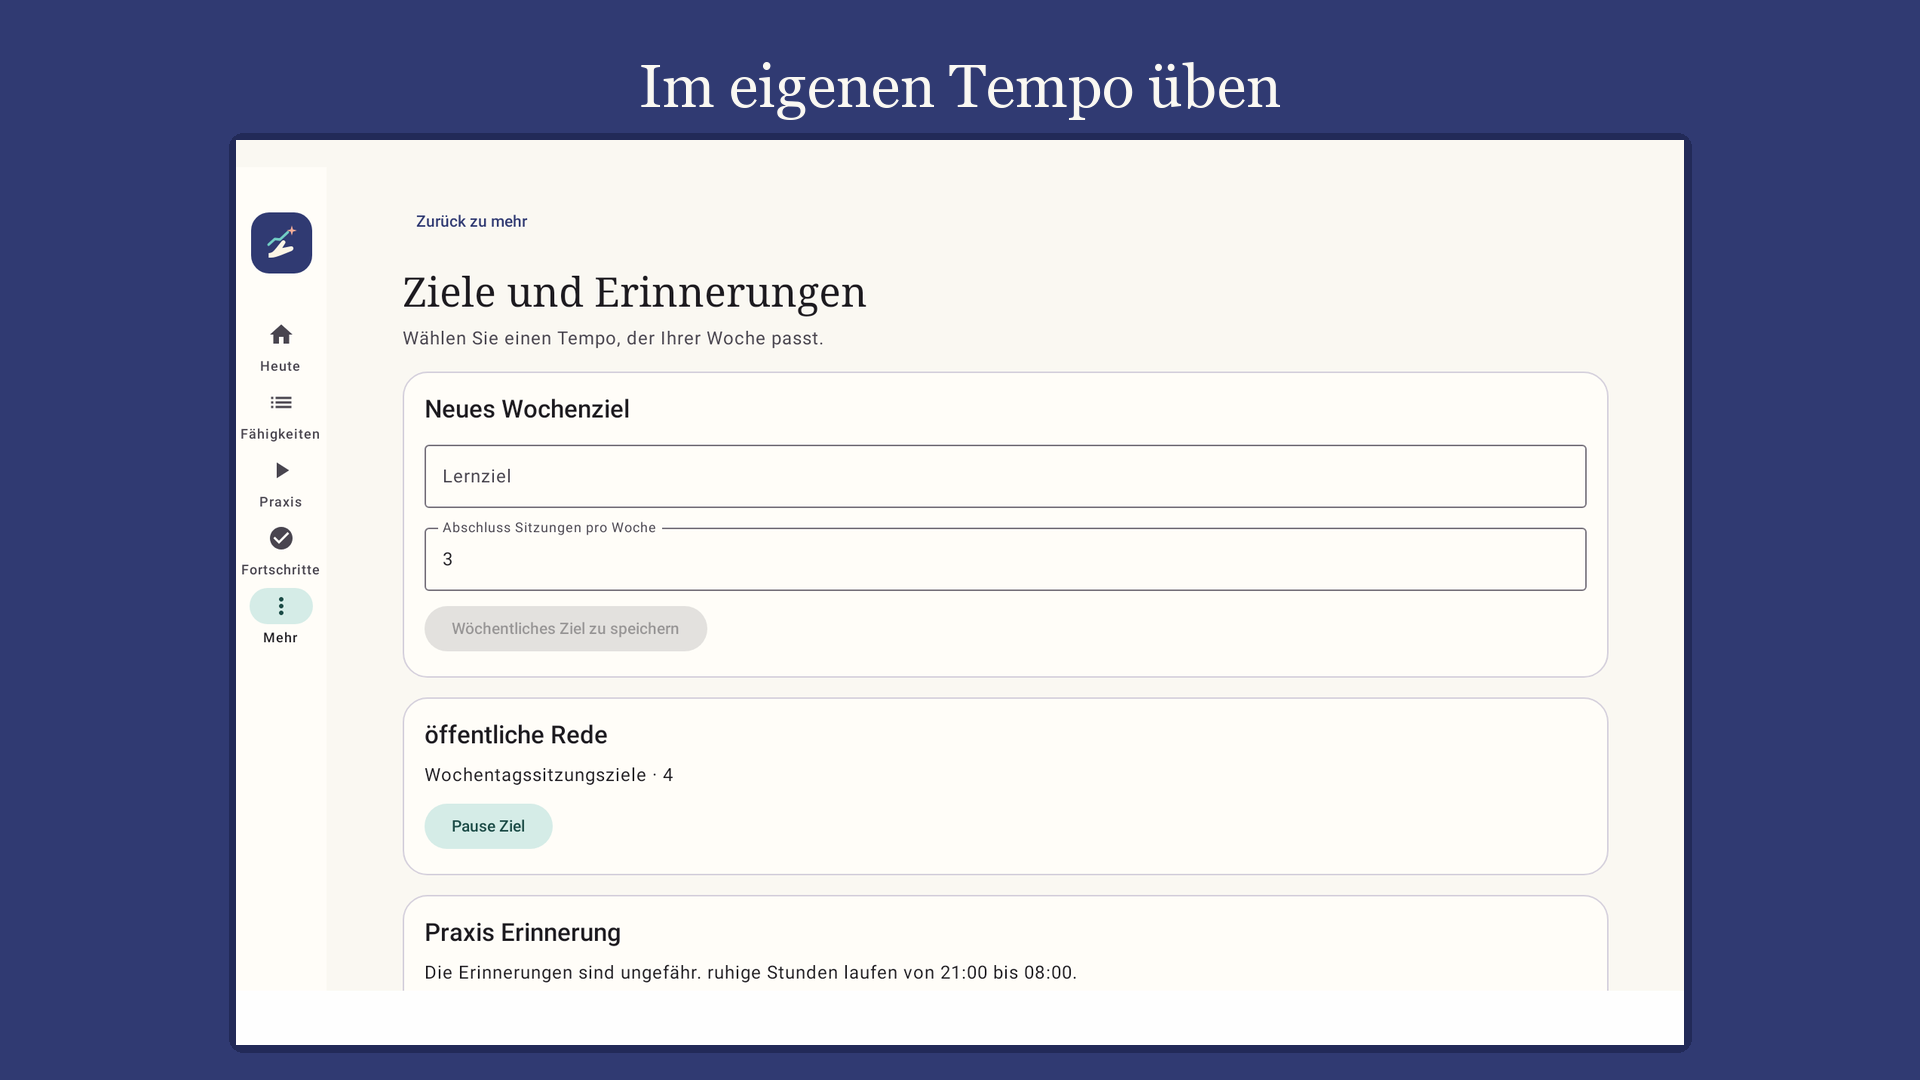 Im eigenen Tempo üben
Zurück zu mehr
Ziele und Erinnerungen
Wählen Sie einen Tempo, der Ihrer Woche passt.
Heute
Fähigkeiten
Praxis
Fortschritte
Mehr
Neues Wochenziel
Lernziel
Abschluss Sitzungen pro Woche
3
Wöchentliches Ziel zu speichern
öffentliche Rede
Wochentagssitzungsziele · 4
Pause Ziel
Praxis Erinnerung
Die Erinnerungen sind ungefähr. ruhige Stunden laufen von 21:00 bis 08:00.